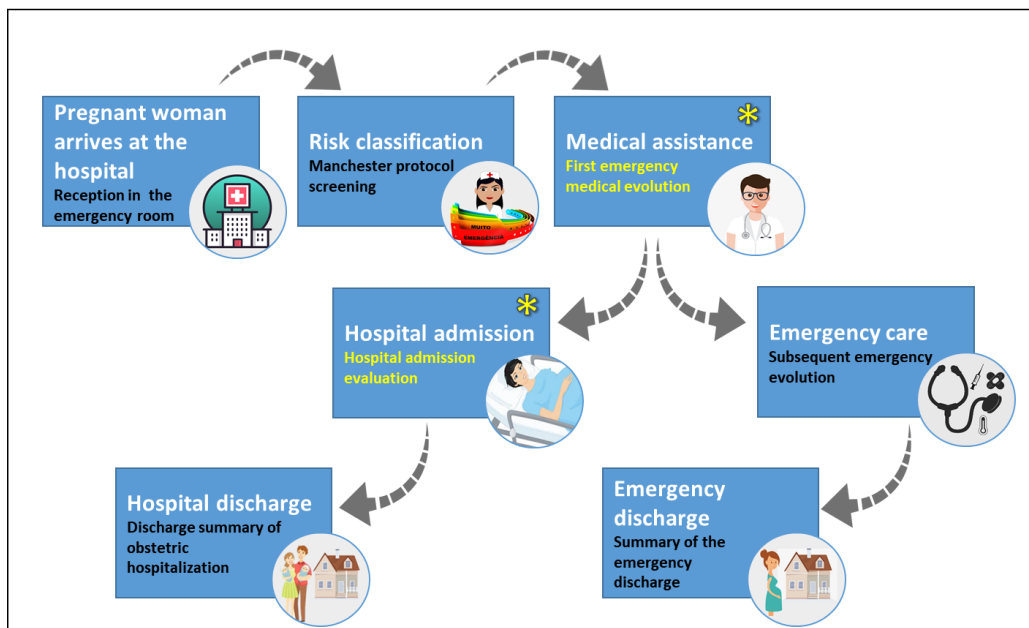 Pregnant woman
arrives at the
hospital
Reception in the
emergency room
Risk classification
Manchester protocol
screening
MUITO
EMERGÊNCIA
*
Medical assistance
First emergency
medical evolution
*
Hospital admission
Hospital admission
evaluation
Emergency care
Subsequent emergency
evolution
Hospital discharge
Discharge summary of
obstetric
hospitalization
Emergency
discharge
Summary of the
emergency
discharge